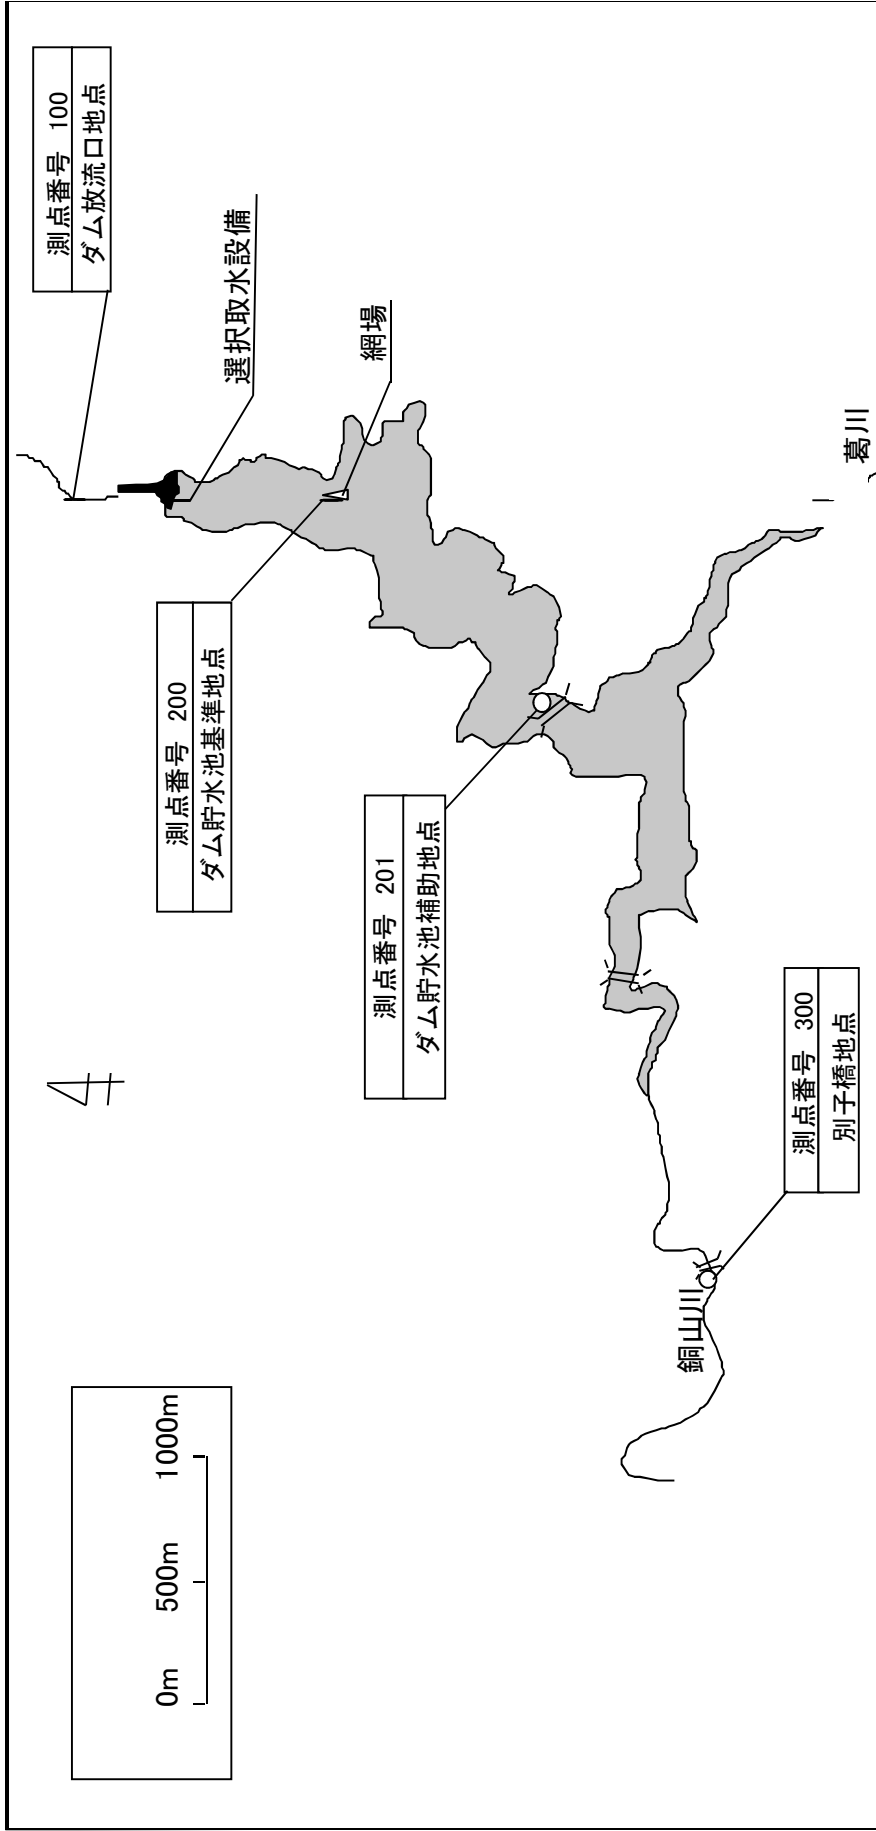 測点番号 100
ダム放流口地点
選択取水設備
網場
測点番号 200
ダム貯水池基準地点
測点番号 201
ダム貯水池補助地点
葛川
測点番号 300
別子橋地点
銅山川
0m 500m 1000m